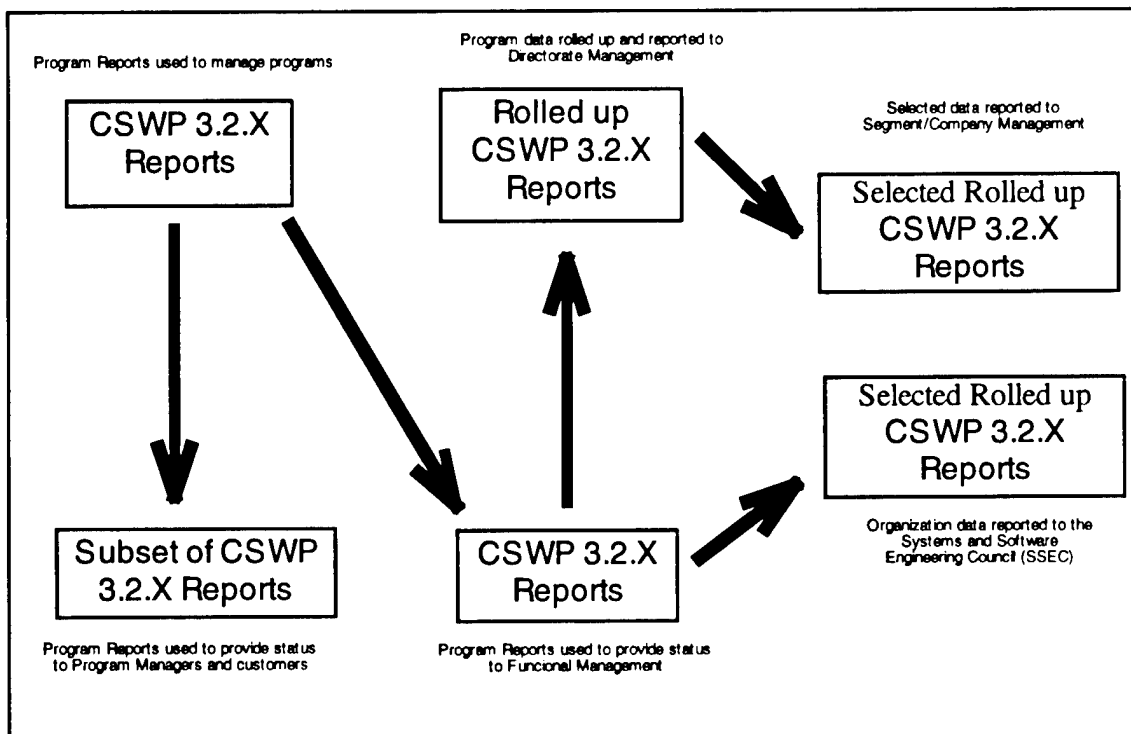 Program Reports used to manage programs
CSWP 3.2.X
Reports
Program data rolled up and reported to
Directorate Management
Rolled up
CSWP 3.2.X
Reports
Selected data reported to
Segment/Company Management
Selected Rolled up
CSWP 3.2.X
Reports
Selected Rolled up
CSWP 3.2.X
Reports
Organization data reported to the
Systems and Software
Engineering Council (SSEC)
Subset of CSWP
3.2.X Reports
Program Reports used to provide status
to Program Managers and customers
CSWP 3.2.X
Reports
Program Reports used to provide status
to Funcional Management